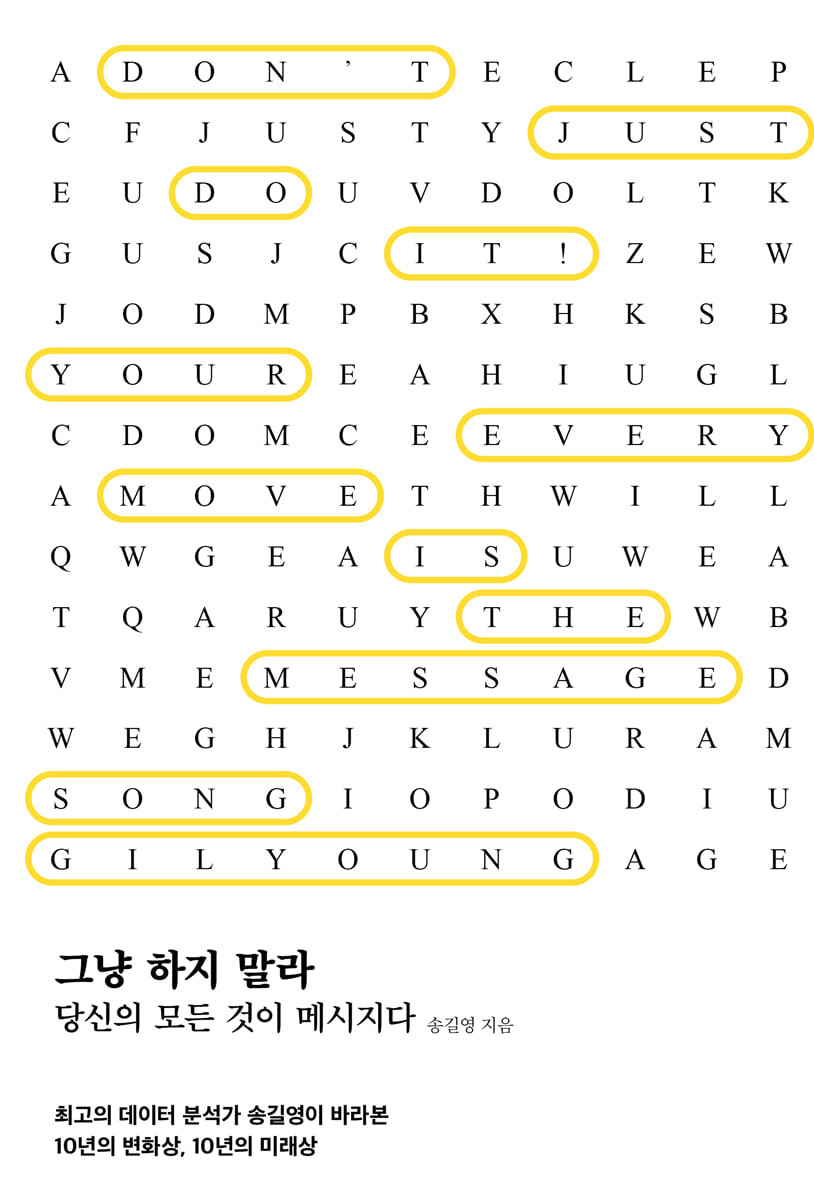 A D O N ’ T E C L E P
C F J U S T Y J U S T
E U D O U V D O L T K
G U S J C I T ! Z E W
J O D M P B X H K S B
Y O U R E A H I U G L
C D O M C E E V E R Y
A M O V E T H W I L L
Q W G E A I S U W E A
T Q A R U Y T H E W B
V M E M E S S A G E D
W E G H J K L U R A M
S O N G I O P O D I U
G I L Y O U N G A G E
그냥 하지 말라
당신의 모든 것이 메시지다 송길영 지음
최고의 데이터 분석가 송길영이 바라본
10년의 변화상, 10년의 미래상